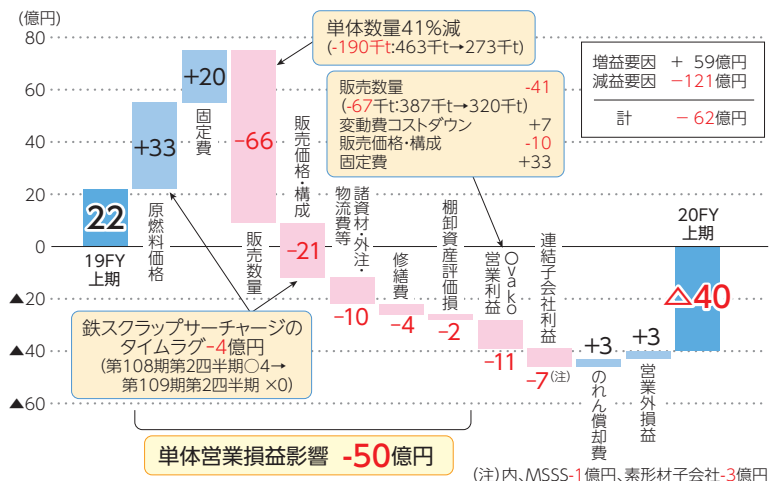 (億円)
80
60
40
20
0
▲20
▲40
▲60
22
19FY
上期
+33
原燃料価格
+20
固定費
-66
販売数量
-21
販売価格・構成
-10
諸資材・外注・
物流費等
-4
修繕費
-2
棚卸資産評価損
-11
Ovako
営業利益
-7(注)
連結子会社利益
+3
のれん償却費
+3
営業外損益
20FY
上期
△40
単体数量41%減
(-190千t:463千t→273千t)
販売数量 -41
(-67千t:387千t→320千t)
変動費コストダウン +7
販売価格・構成 -10
固定費 +33
増益要因 + 59億円
減益要因 -121億円
計 - 62億円
鉄スクラップサーチャージの
タイムラグ-4億円
(第108期第2四半期○4→
第109期第2四半期 ×0)
単体営業損益影響 -50億円
(注)内、MSSS-1億円、素形材子会社-3億円